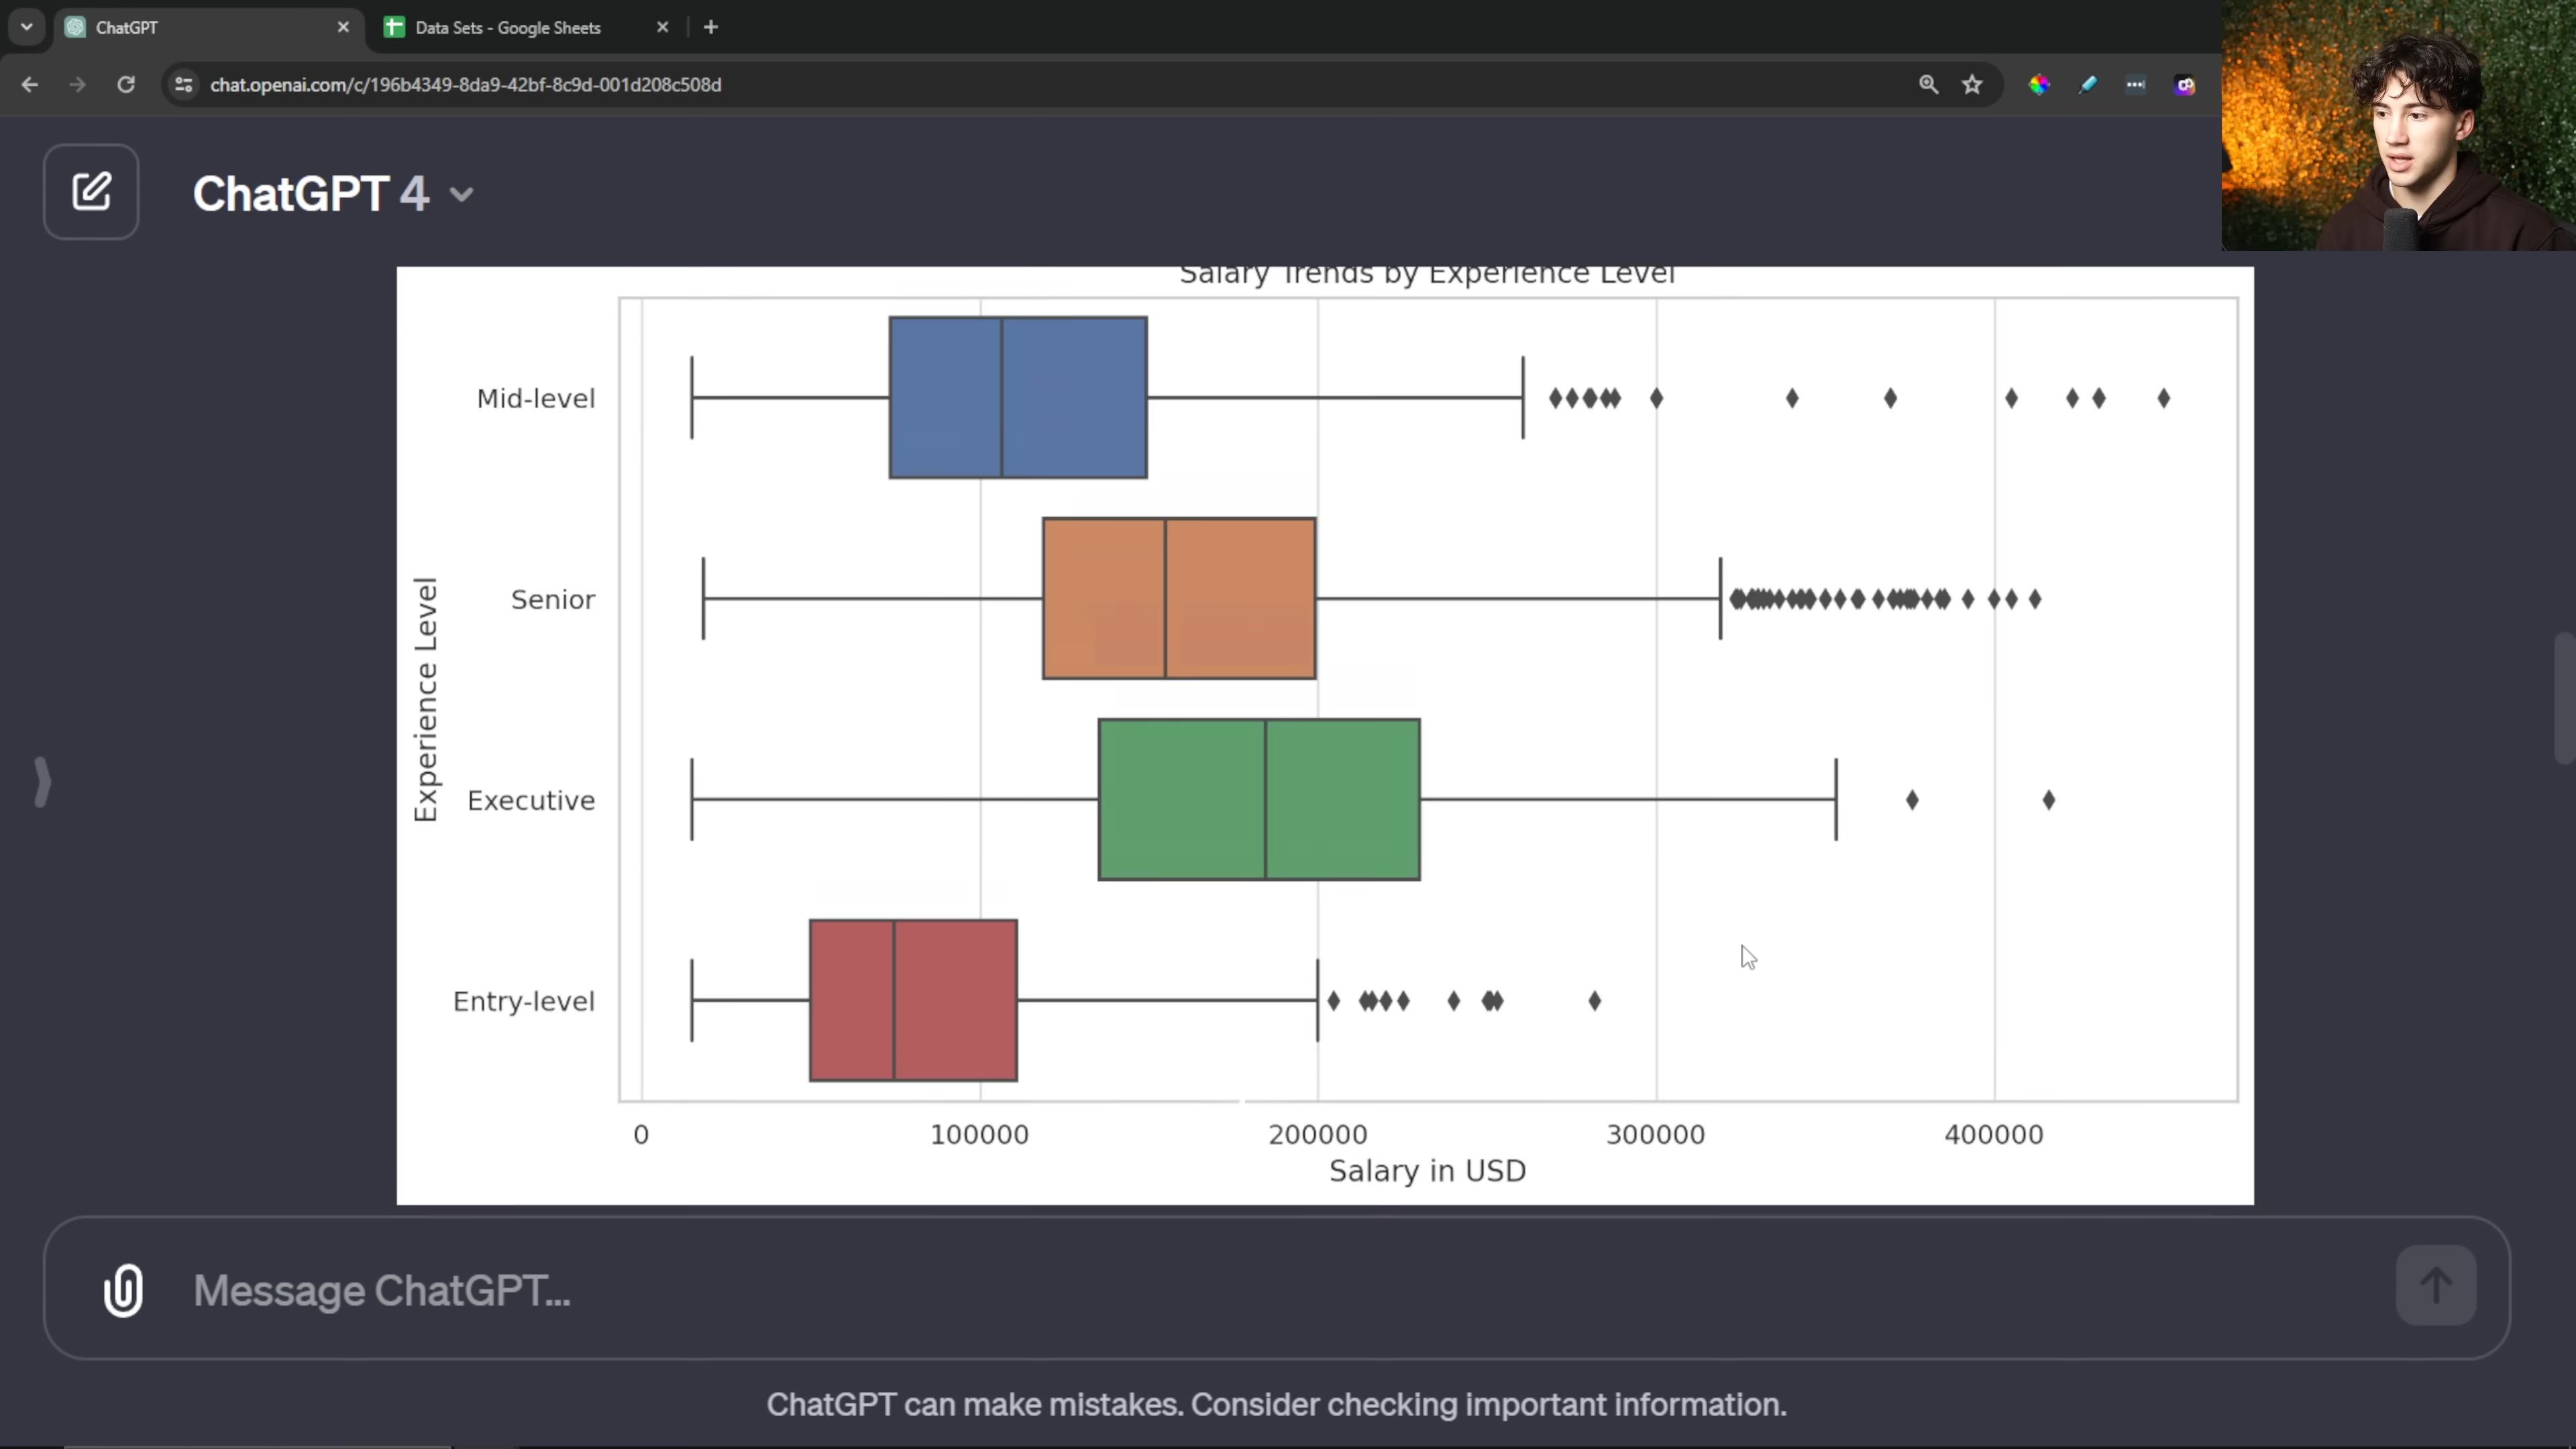 ChatGPT
Data Sets - Google Sheets
chat.openai.com/c/196b4349-8da9-42bf-8c9d-001d208c508d
ChatGPT 4
Salary Trends by Experience Level
Experience Level
Mid-level
Senior
Executive
Entry-level
0 100000 200000 300000 400000
Salary in USD
Message ChatGPT...
ChatGPT can make mistakes. Consider checking important information.